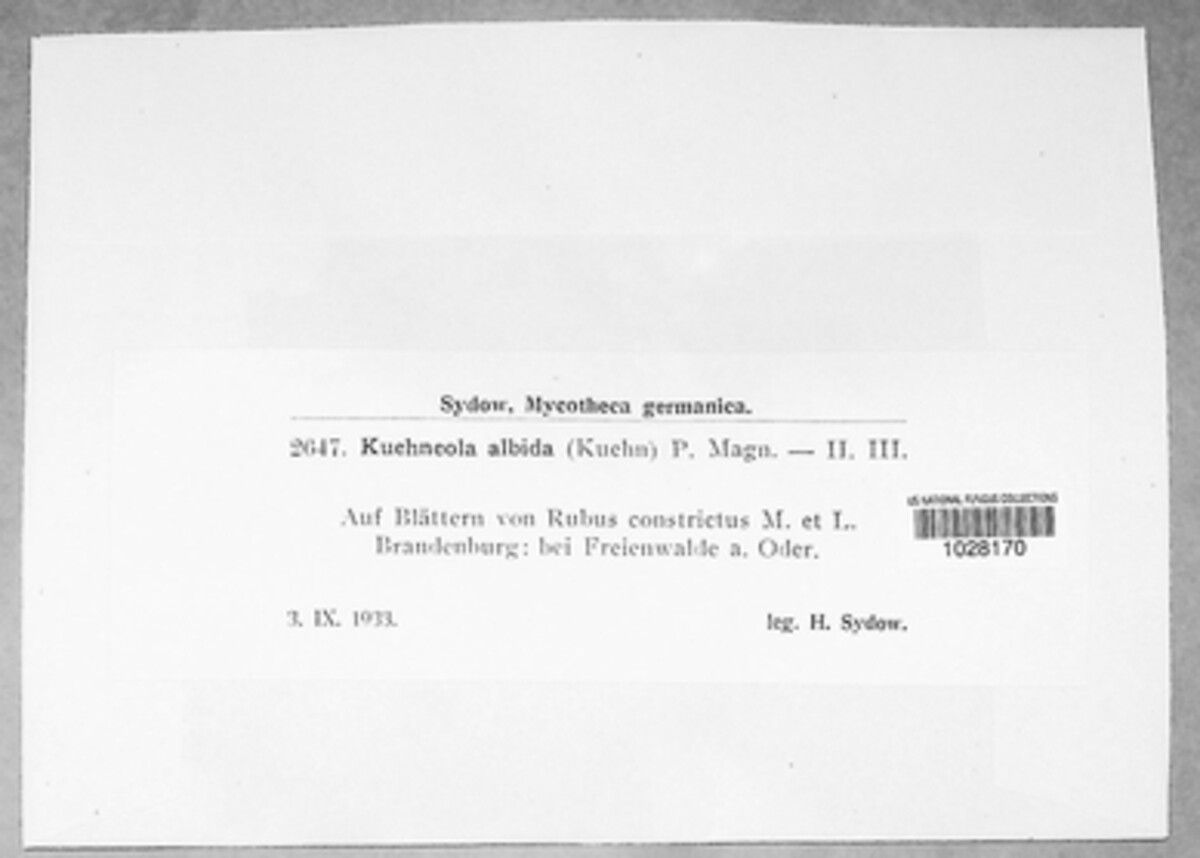 Sydow, Mycotheca germanica.
2647. Kuehneola albida (Kuehn) P. Magn. — II. III.
Auf Blättern von Rubus constrictus M. et L.
Brandenburg: bei Freienwalde a. Oder.
US NATIONAL FUNGUS COLLECTIONS
1028170
3. IX. 1933.
leg. H. Sydow.